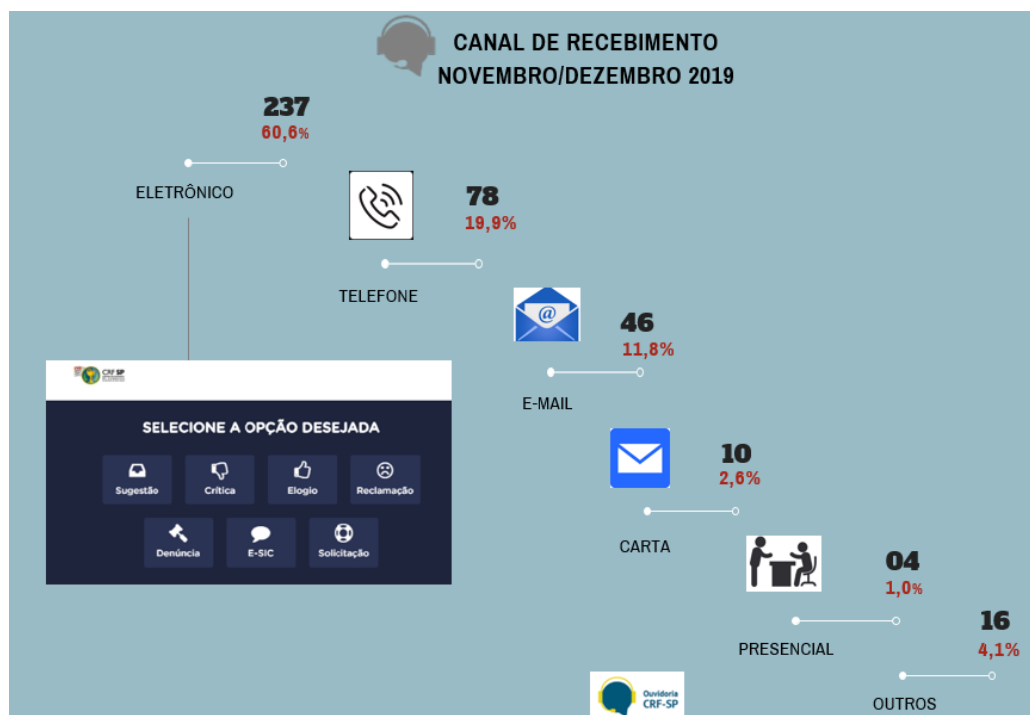 CANAL DE RECEBIMENTO
NOVEMBRO/DEZEMBRO 2019
237
60,6%
ELETRÔNICO
78
19,9%
TELEFONE
@
46
11,8%
E-MAIL
CRF SP
SELECIONE A OPÇÃO DESEJADA
Sugestão
Crítica
Elogio
Reclamação
Denúncia
E-SIC
Solicitação
10
2,6%
CARTA
04
1,0%
PRESENCIAL
16
4,1%
OUTROS
Ouvidoria
CRF-SP